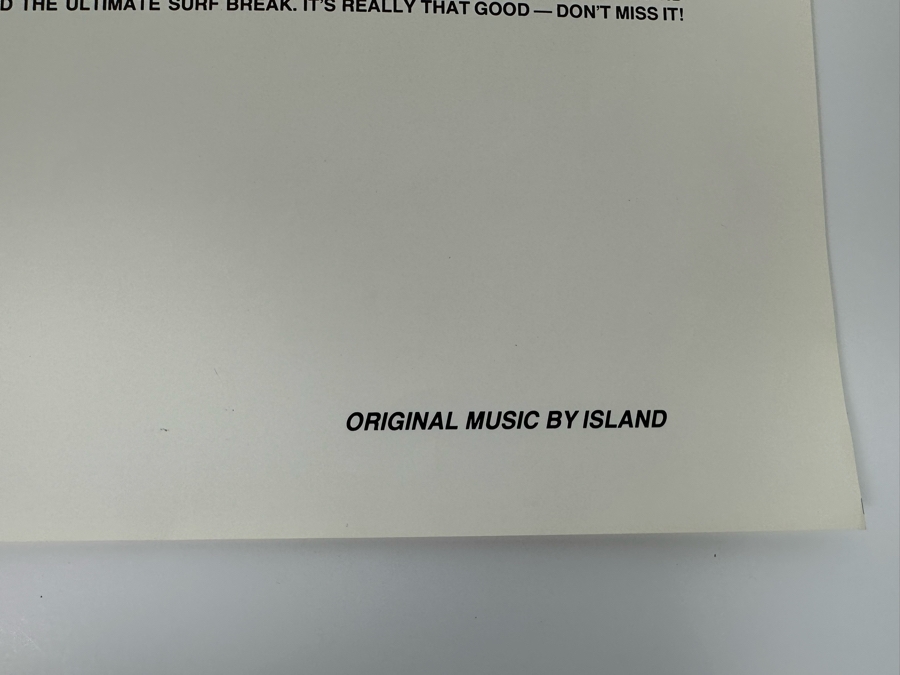 D THE ULTIMATE SURF BREAK. IT'S REALLY THAT GOOD — DON'T MISS IT!
ORIGINAL MUSIC BY ISLAND